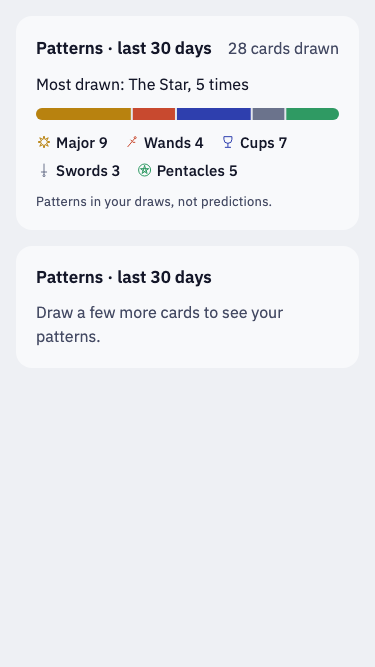 Patterns · last 30 days 28 cards drawn
Most drawn: The Star, 5 times
Major 9 Wands 4 Cups 7
Swords 3 Pentacles 5
Patterns in your draws, not predictions.
Patterns · last 30 days
Draw a few more cards to see your
patterns.